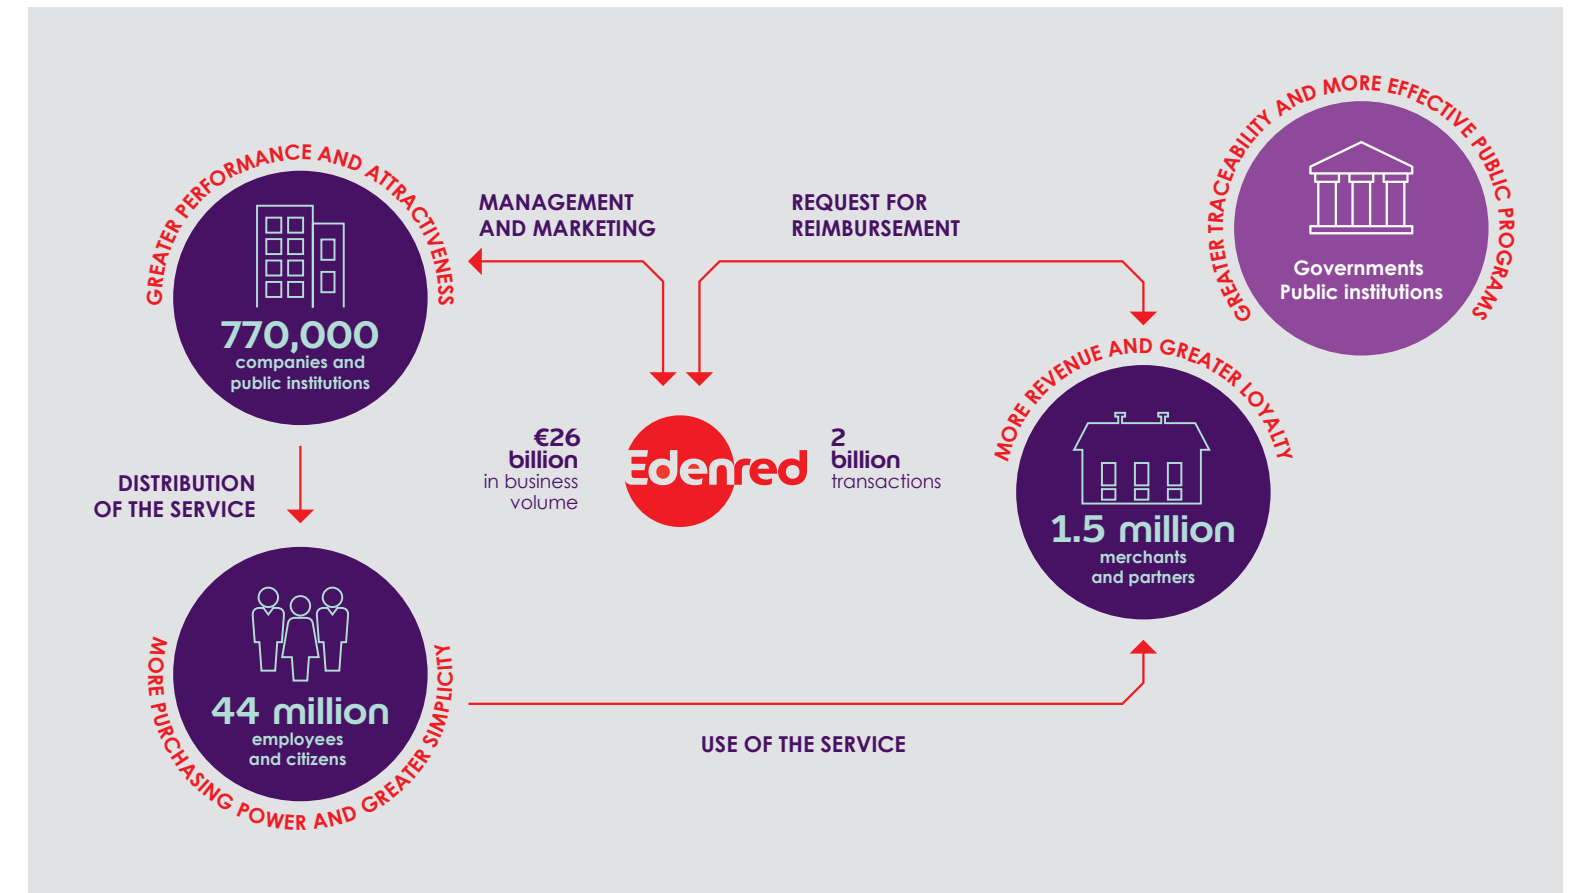 GREATER PERFORMANCE AND ATTRACTIVENESS
770,000
companies and
public institutions
MANAGEMENT
AND MARKETING
REQUEST FOR
REIMBURSEMENT
GREATER TRACEABILITY AND MORE EFFECTIVE PUBLIC PROGRAMS
Governments
Public institutions
DISTRIBUTION
OF THE SERVICE
€26
billion
in business
volume
Edenred
2
billion
transactions
MORE REVENUE AND GREATER LOYALTY
1.5 million
merchants
and partners
44 million
employees
and citizens
MORE PURCHASING POWER AND GREATER SIMPLICITY
USE OF THE SERVICE